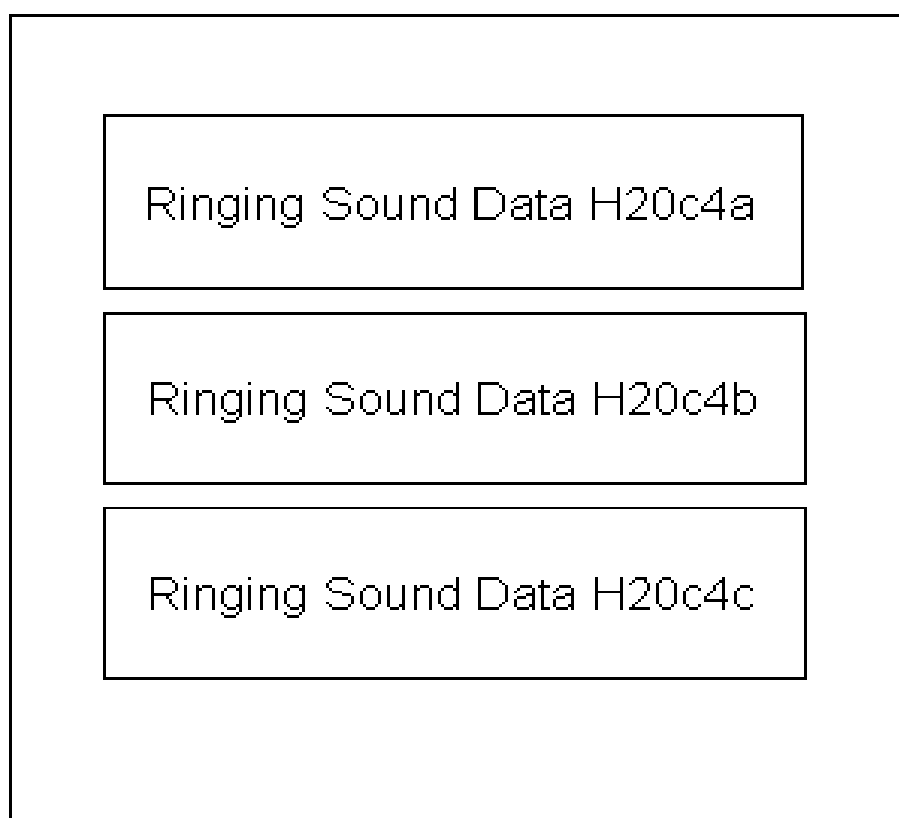 Ringing Sound Data H20c4a
Ringing Sound Data H20c4b
Ringing Sound Data H20c4c